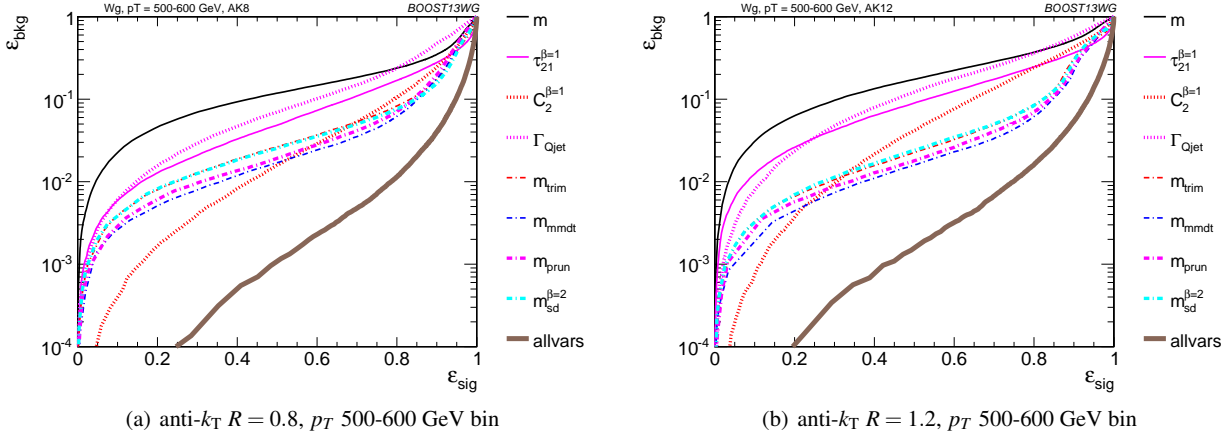 Wg, pT = 500-600 GeV, AK8
BOOST13WG
ε_bkg
1
10^-1
10^-2
10^-3
10^-4
0
0.2
0.4
0.6
0.8
1
ε_sig
m
τ_21^β=1
C_2^β=1
Γ_Qjet
m_trim
m_mmdt
m_prun
m_sd^β=2
allvars
(a) anti-k_T R = 0.8, p_T 500-600 GeV bin
Wg, pT = 500-600 GeV, AK12
BOOST13WG
ε_bkg
1
10^-1
10^-2
10^-3
10^-4
0
0.2
0.4
0.6
0.8
1
ε_sig
m
τ_21^β=1
C_2^β=1
Γ_Qjet
m_trim
m_mmdt
m_prun
m_sd^β=2
allvars
(b) anti-k_T R = 1.2, p_T 500-600 GeV bin